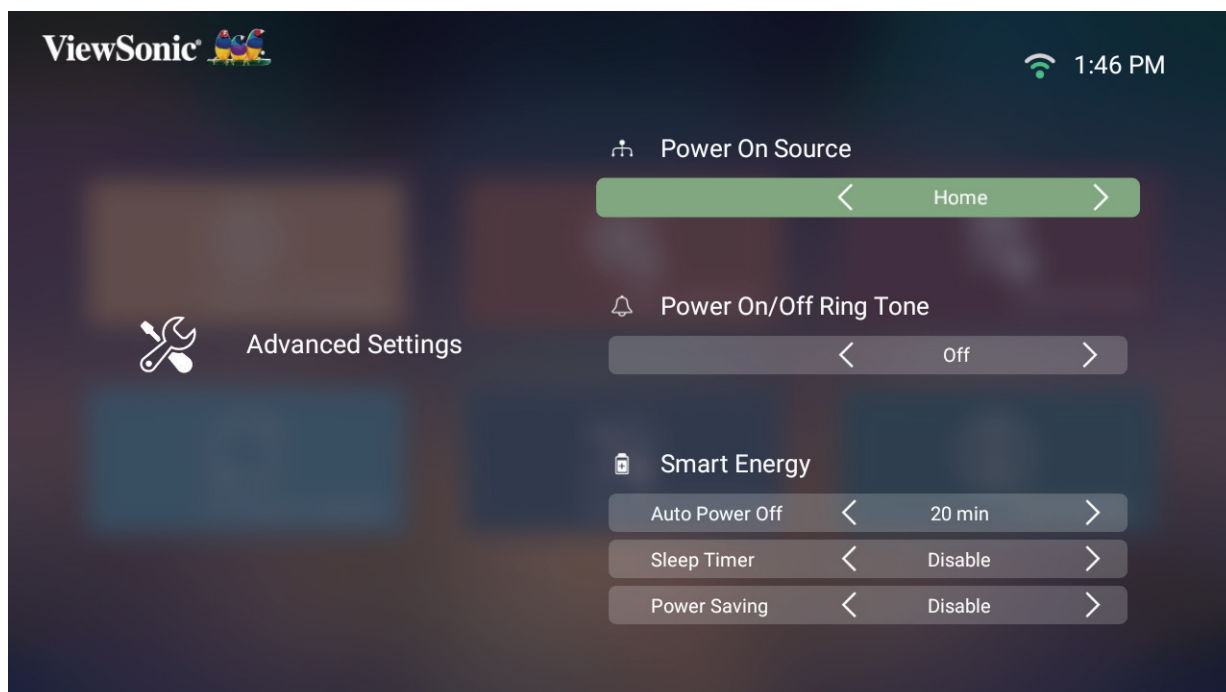 ViewSonic®
1:46 PM
Power On Source
Home
Power On/Off Ring Tone
Off
Advanced Settings
Smart Energy
Auto Power Off 20 min
Sleep Timer Disable
Power Saving Disable